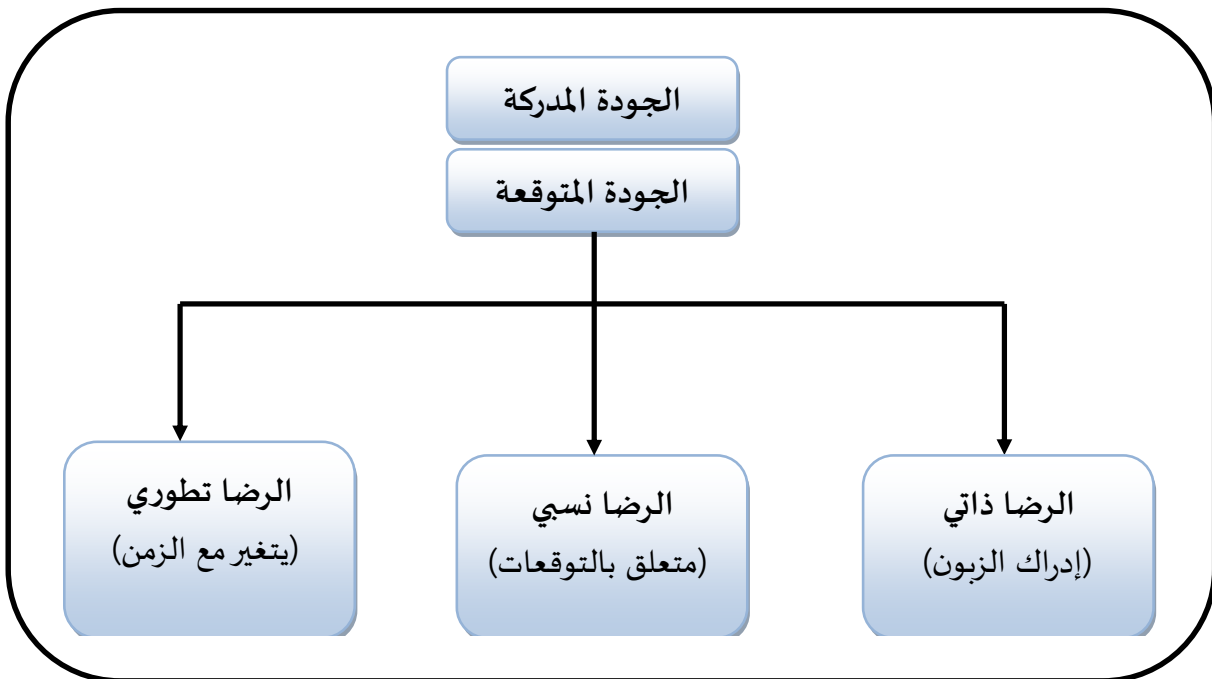 الجودة المدركة
الجودة المتوقعة
الرضا ذاتي
(إدراك الزبون)
الرضا نسبي
(متعلق بالتوقعات)
الرضا تطوري
(يتغير مع الزمن)